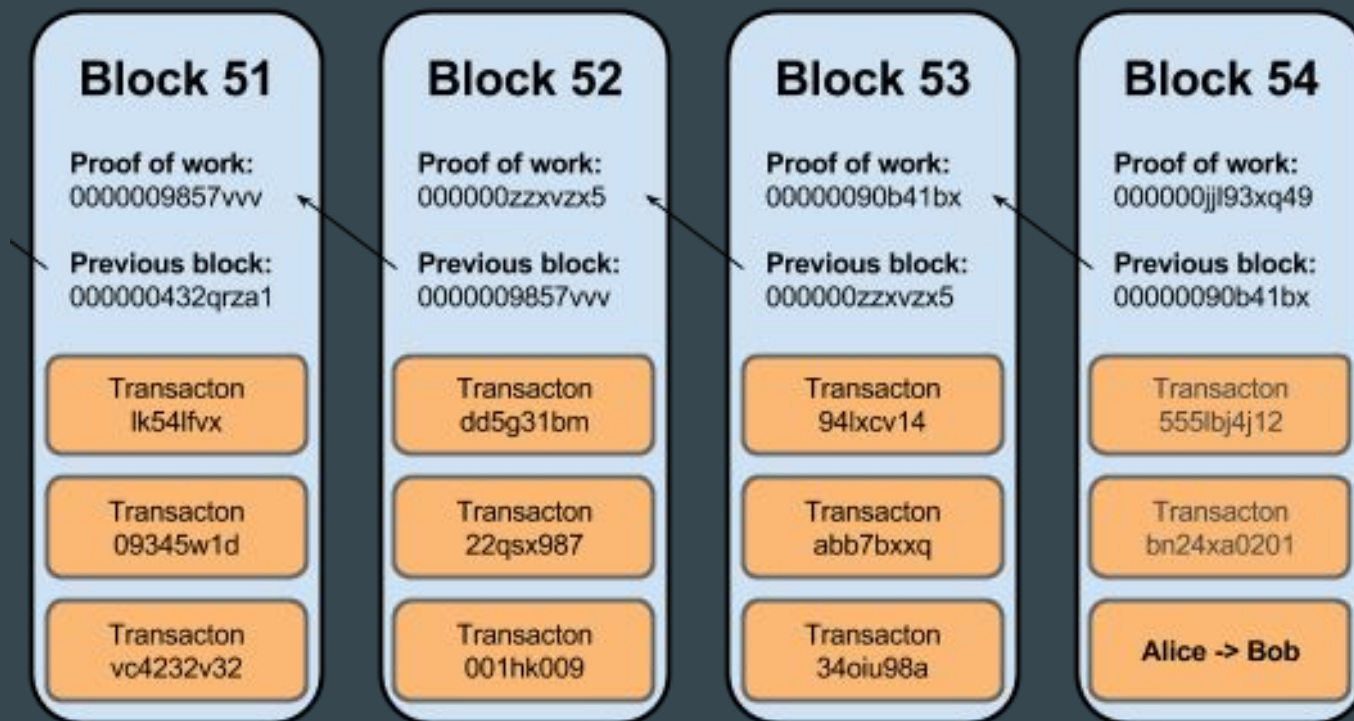 Block 51
Proof of work:
0000009857vvv
Previous block:
000000432qrza1
Transacton
lk54lfvx
Transacton
09345w1d
Transacton
vc4232v32
Block 52
Proof of work:
000000zzxvzx5
Previous block:
0000009857vvv
Transacton
dd5g31bm
Transacton
22qsx987
Transacton
001hk009
Block 53
Proof of work:
00000090b41bx
Previous block:
000000zzxvzx5
Transacton
94lxcv14
Transacton
abb7bxxq
Transacton
34oiu98a
Block 54
Proof of work:
000000jjl93xq49
Previous block:
00000090b41bx
Transacton
555lbj4j12
Transacton
bn24xa0201
Alice -> Bob